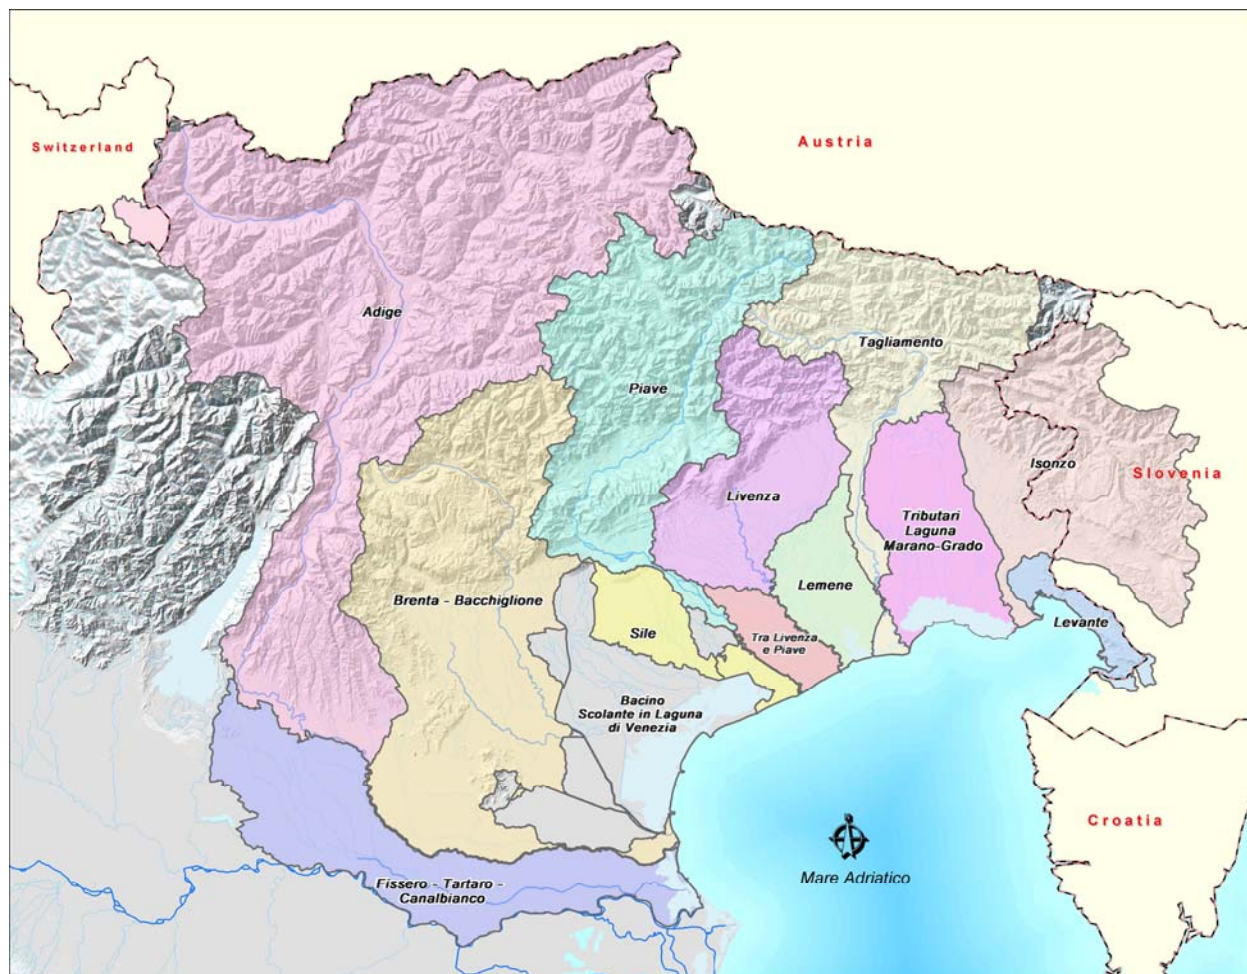 Austria
Switzerland
Adige
Tagliamento
Piave
Isonzo
Slovenia
Livenza
Tributari
Laguna
Marano-Grado
Lemene
Brenta - Bacchiglione
Levante
Sile
Tra Livenza
e Piave
Bacino
Scolante in Laguna
di Venezia
Croatia
Mare Adriatico
Fissero - Tartaro -
Canalbianco